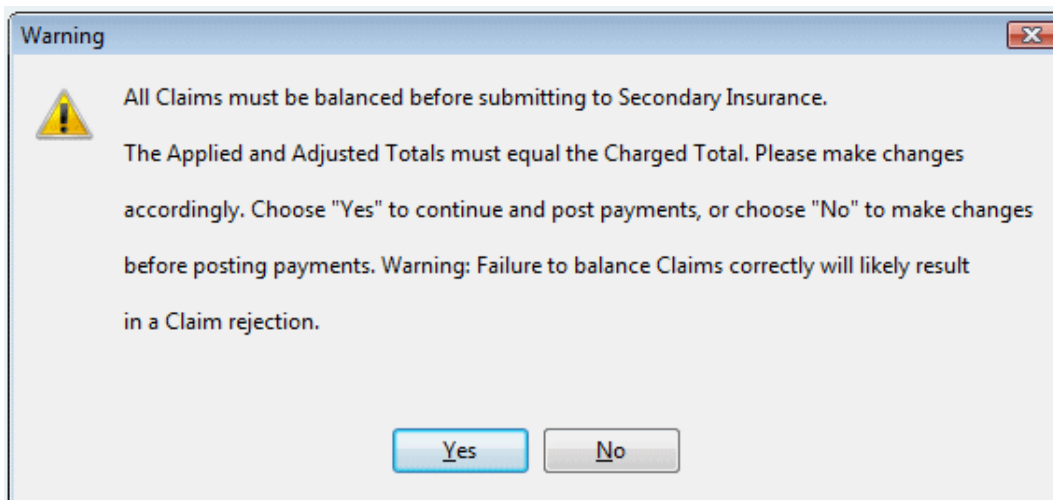 Warning
All Claims must be balanced before submitting to Secondary Insurance.
The Applied and Adjusted Totals must equal the Charged Total. Please make changes
accordingly. Choose "Yes" to continue and post payments, or choose "No" to make changes
before posting payments. Warning: Failure to balance Claims correctly will likely result
in a Claim rejection.
Yes
No